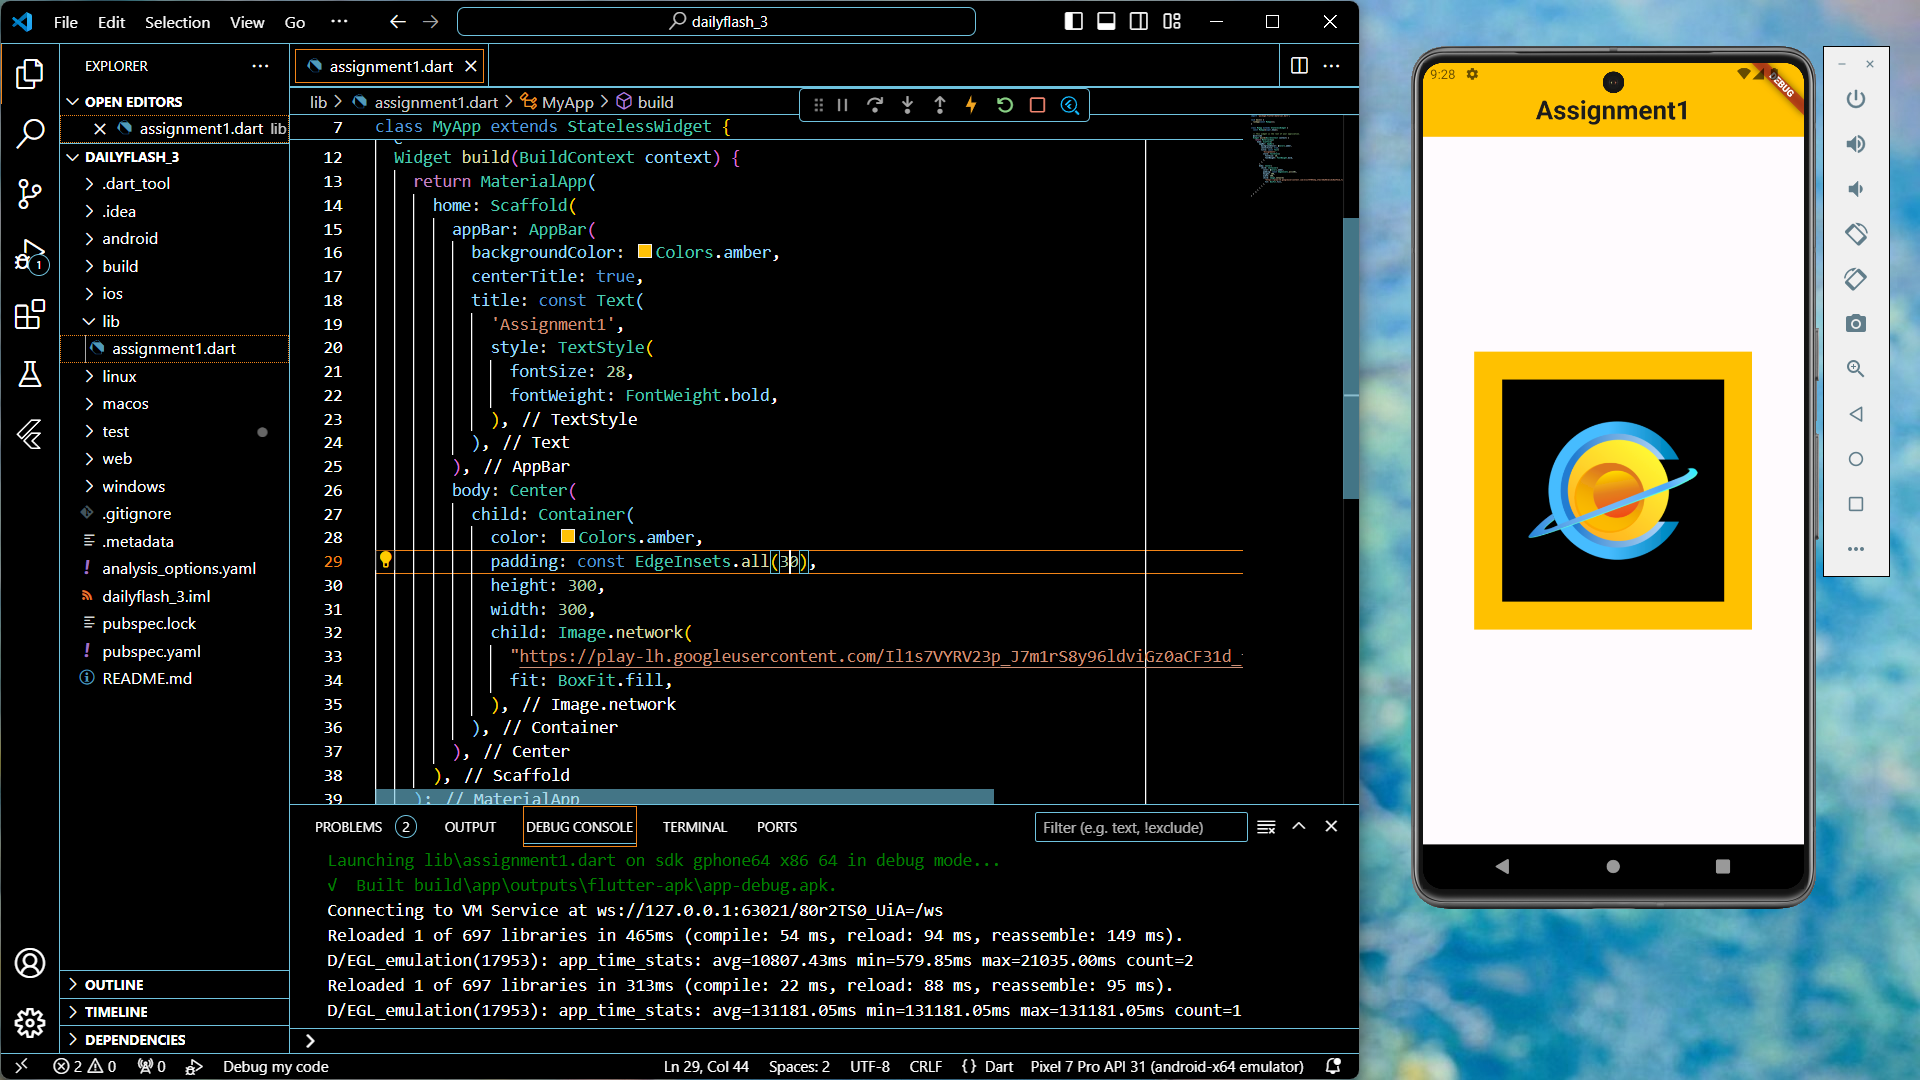 File Edit Selection View Go ··· dailyflash_3
EXPLORER ···
OPEN EDITORS
assignment1.dart lib
DAILYFLASH_3
.dart_tool
.idea
android
build
ios
lib
assignment1.dart
linux
macos
test
web
windows
.gitignore
.metadata
analysis_options.yaml
dailyflash_3.iml
pubspec.lock
pubspec.yaml
README.md
OUTLINE
TIMELINE
DEPENDENCIES
assignment1.dart
lib > assignment1.dart > MyApp > build
7 class MyApp extends StatelessWidget {
12 Widget build(BuildContext context) {
13 return MaterialApp(
14 home: Scaffold(
15 appBar: AppBar(
16 backgroundColor: Colors.amber,
17 centerTitle: true,
18 title: const Text(
19 'Assignment1',
20 style: TextStyle(
21 fontSize: 28,
22 fontWeight: FontWeight.bold,
23 ), // TextStyle
24 ), // Text
25 ), // AppBar
26 body: Center(
27 child: Container(
28 color: Colors.amber,
29 padding: const EdgeInsets.all(30),
30 height: 300,
31 width: 300,
32 child: Image.network(
33 "https://play-lh.googleusercontent.com/Il1s7VYRV23p_J7m1rS8y96ldviGz0aCF31d_
34 fit: BoxFit.fill,
35 ), // Image.network
36 ), // Container
37 ), // Center
38 ), // Scaffold
39 ); // MaterialApp
PROBLEMS 2 OUTPUT DEBUG CONSOLE TERMINAL PORTS Filter (e.g. text, !exclude)
Launching lib\assignment1.dart on sdk gphone64 x86 64 in debug mode...
√ Built build\app\outputs\flutter-apk\app-debug.apk.
Connecting to VM Service at ws://127.0.0.1:63021/80r2TS0_UiA=/ws
Reloaded 1 of 697 libraries in 465ms (compile: 54 ms, reload: 94 ms, reassemble: 149 ms).
D/EGL_emulation(17953): app_time_stats: avg=10807.43ms min=579.85ms max=21035.00ms count=2
Reloaded 1 of 697 libraries in 313ms (compile: 22 ms, reload: 88 ms, reassemble: 95 ms).
D/EGL_emulation(17953): app_time_stats: avg=131181.05ms min=131181.05ms max=131181.05ms count=1
2 0 0 Debug my code Ln 29, Col 44 Spaces: 2 UTF-8 CRLF {} Dart Pixel 7 Pro API 31 (android-x64 emulator)
1
9:28
DEBUG
Assignment1